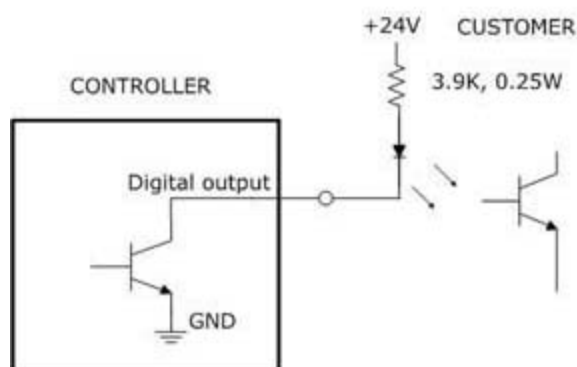 +24V
CUSTOMER
3.9K, 0.25W
CONTROLLER
Digital output
GND